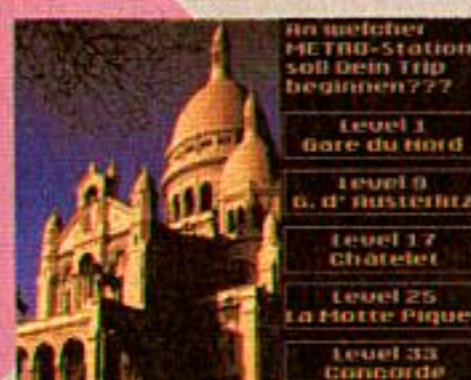 An welcher
METRO-Station
soll Dein Trip
beginnen???
Level 1
Gare du Nord
Level 9
G. d' Austerlitz
Level 17
Châtelet
Level 25
La Motte Pique
Level 33
Concorde